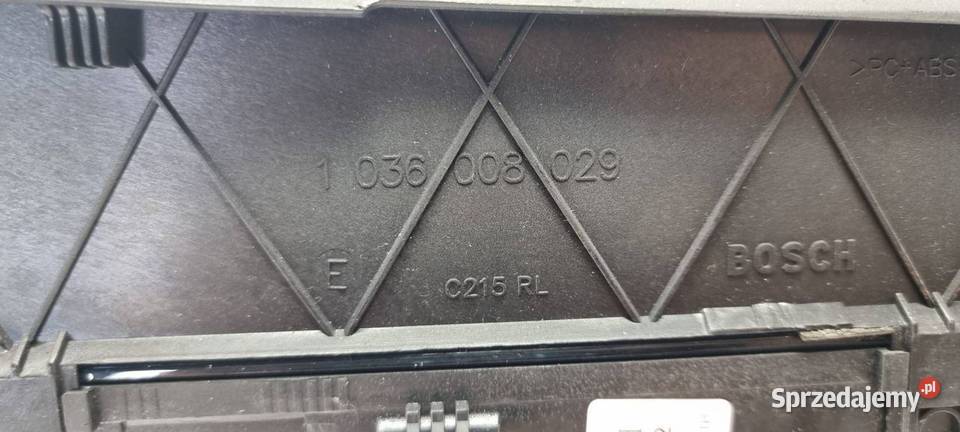 >PC+ABS
1 036 008 029
BOSCH
E
C215 RL
Sprzedajemy.pl